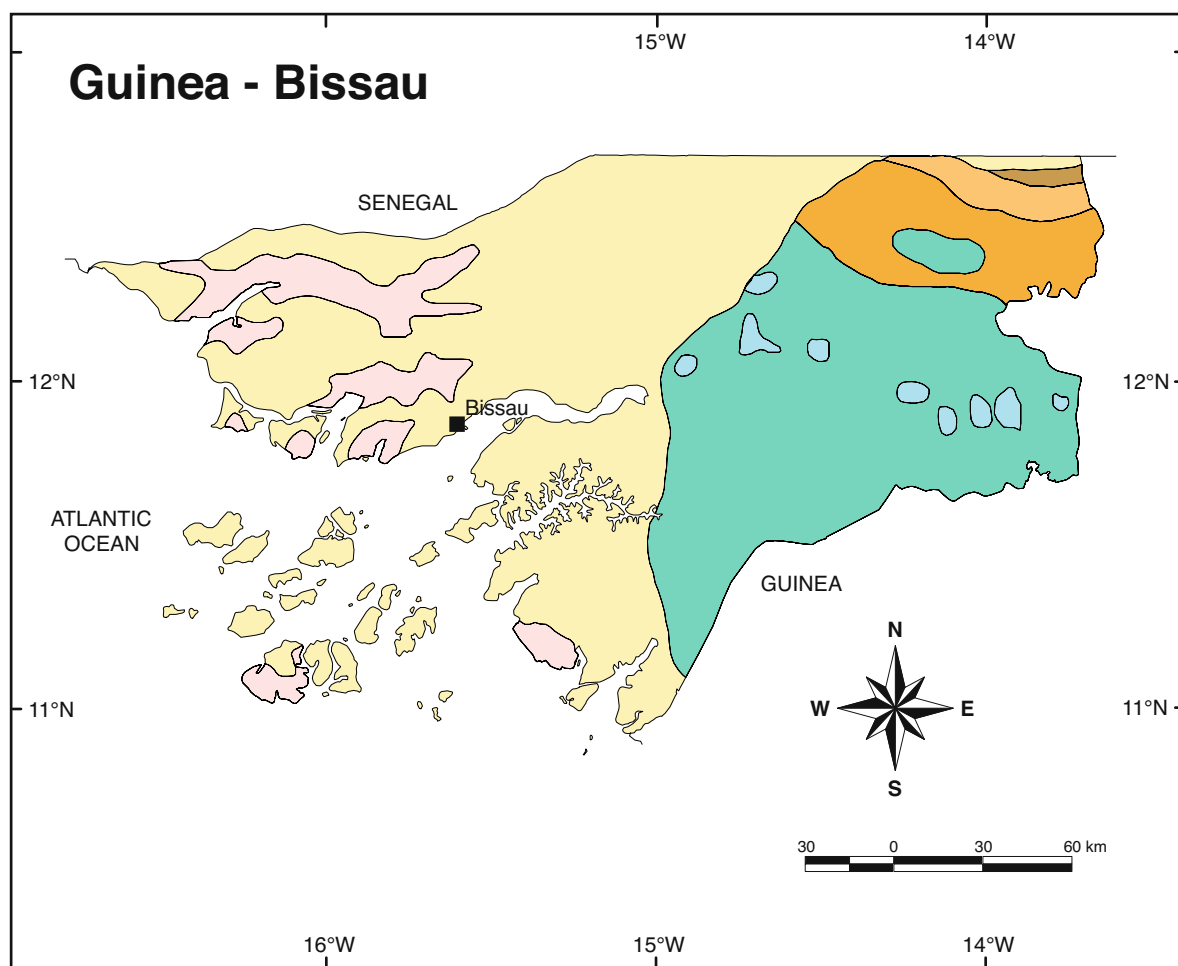 15°W
14°W
Guinea - Bissau
SENEGAL
12°N
12°N
Bissau
ATLANTIC
OCEAN
GUINEA
N
W
E
S
11°N
11°N
30
0
30
60 km
16°W
15°W
14°W